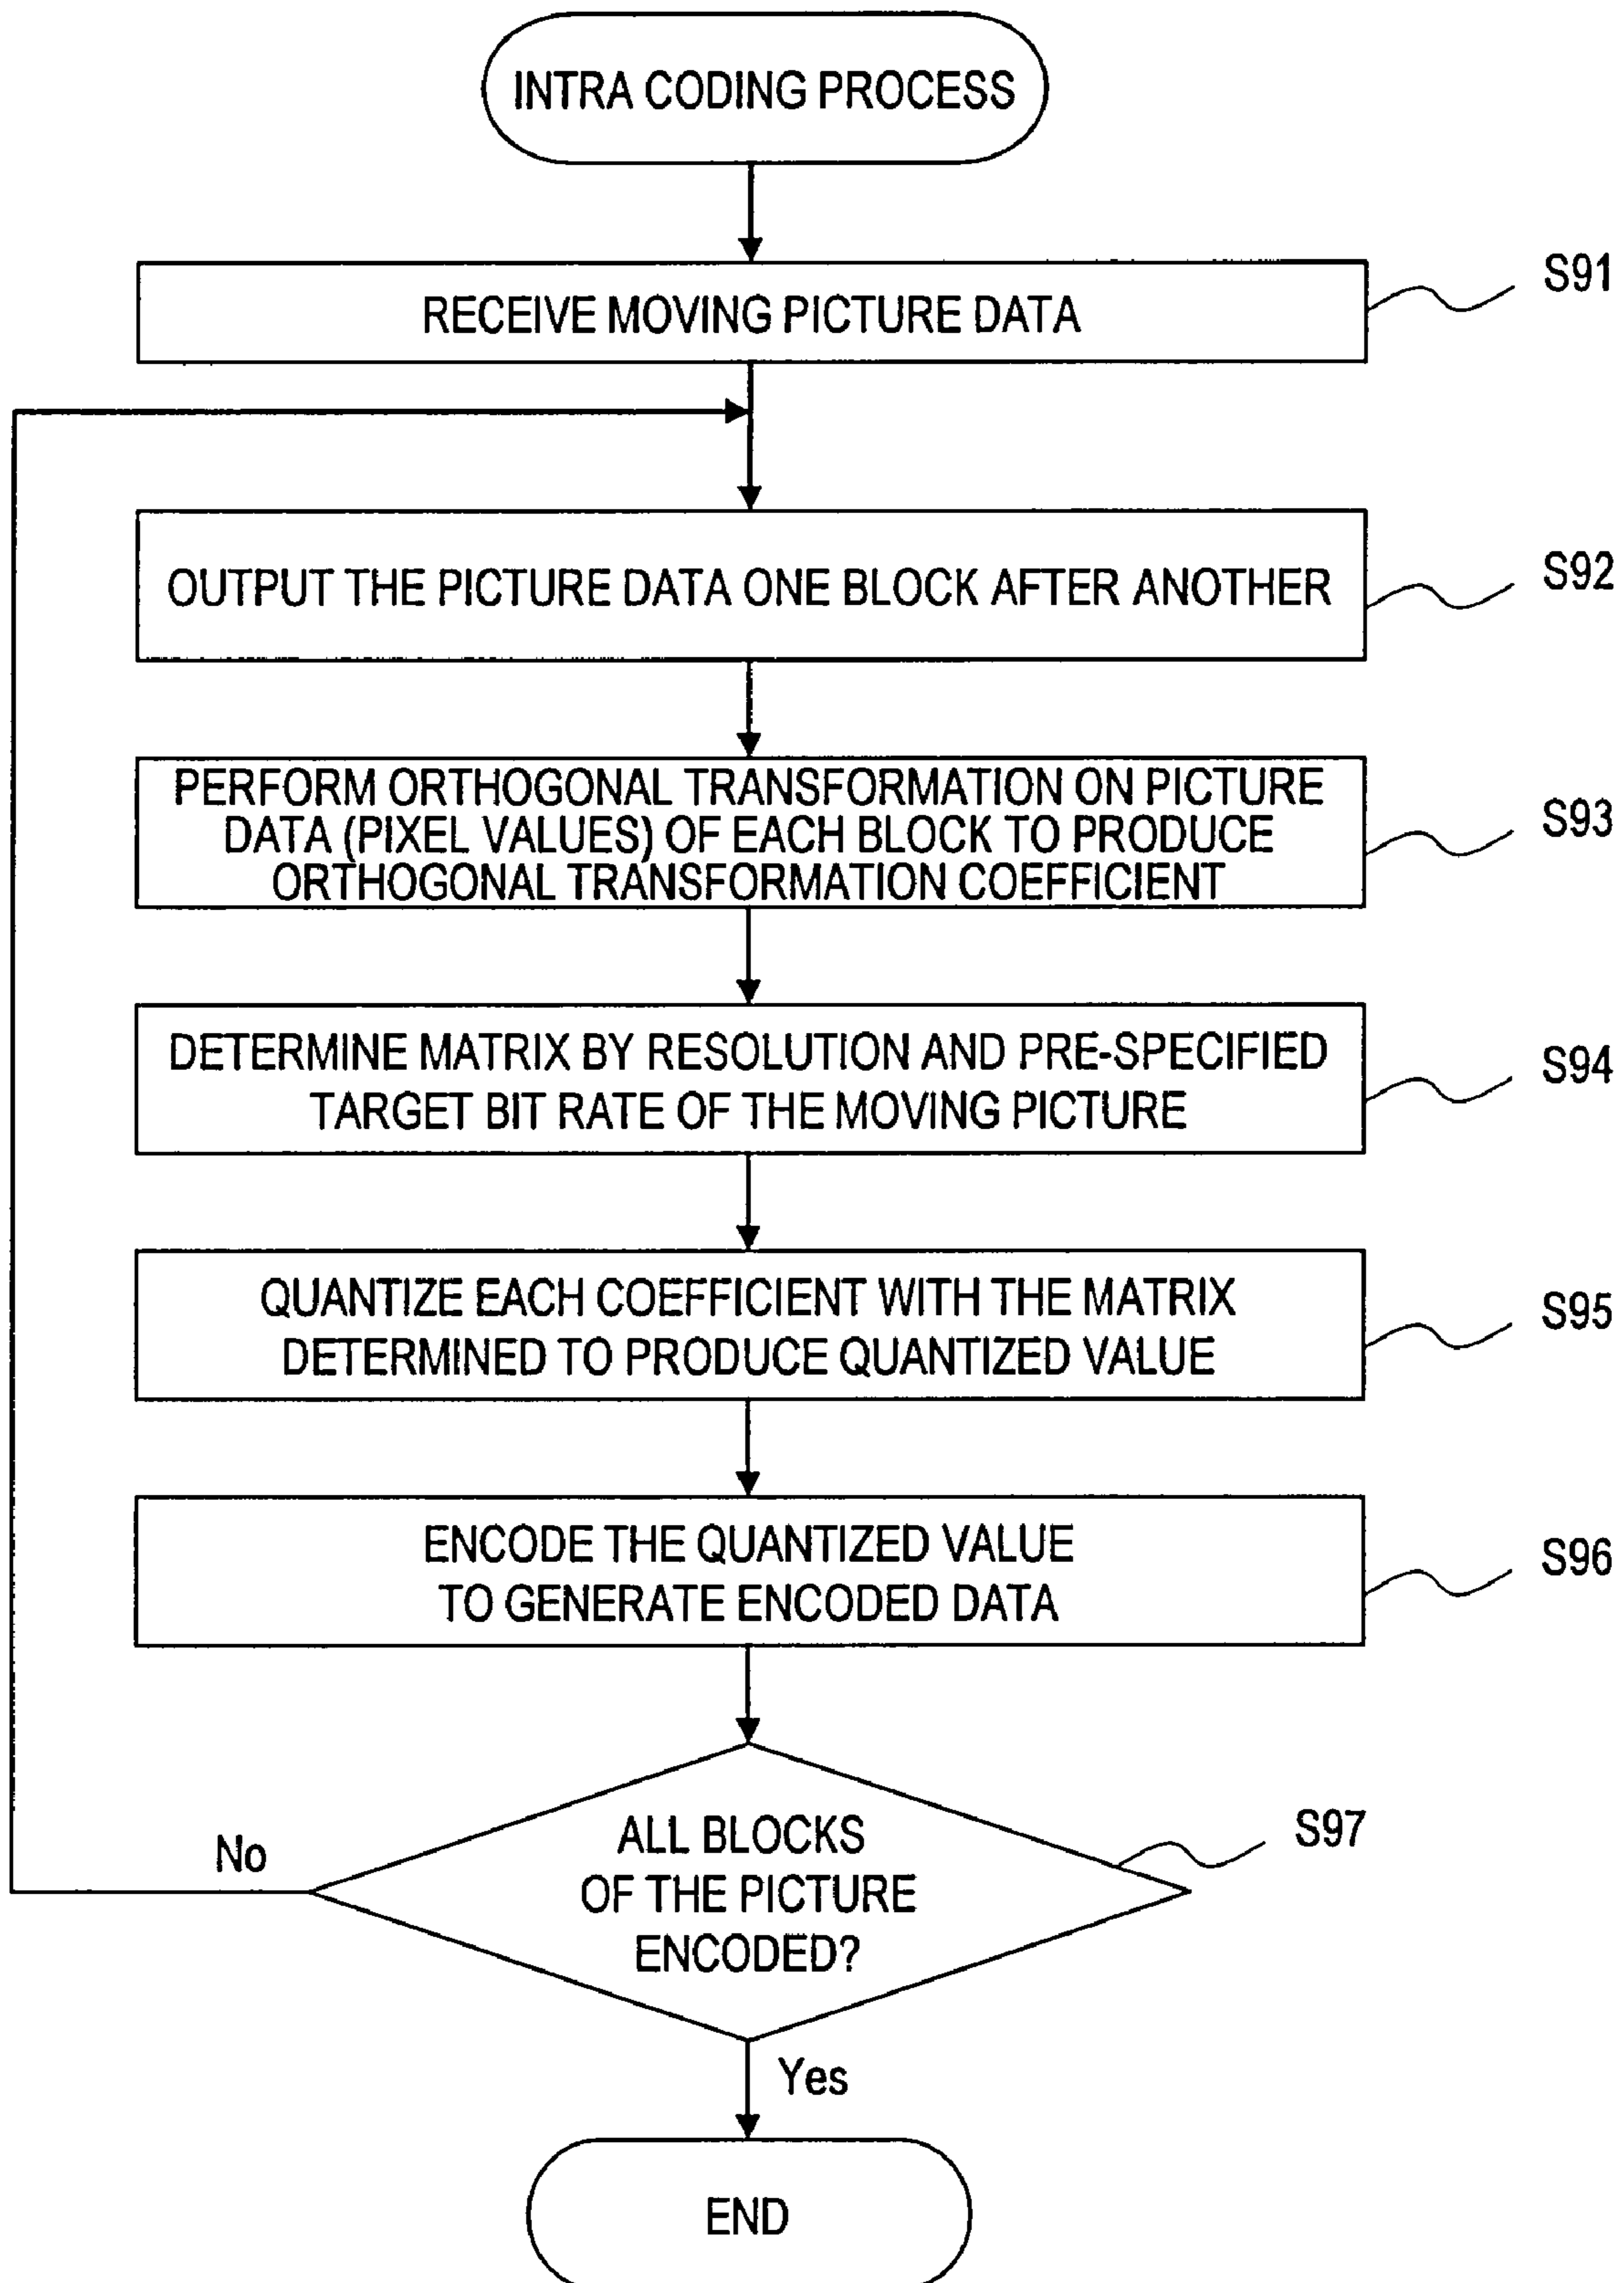 INTRA CODING PROCESS
RECEIVE MOVING PICTURE DATA
S91
OUTPUT THE PICTURE DATA ONE BLOCK AFTER ANOTHER
S92
PERFORM ORTHOGONAL TRANSFORMATION ON PICTURE
DATA (PIXEL VALUES) OF EACH BLOCK TO PRODUCE
ORTHOGONAL TRANSFORMATION COEFFICIENT
S93
DETERMINE MATRIX BY RESOLUTION AND PRE-SPECIFIED
TARGET BIT RATE OF THE MOVING PICTURE
S94
QUANTIZE EACH COEFFICIENT WITH THE MATRIX
DETERMINED TO PRODUCE QUANTIZED VALUE
S95
ENCODE THE QUANTIZED VALUE
TO GENERATE ENCODED DATA
S96
ALL BLOCKS
OF THE PICTURE
ENCODED?
S97
No
Yes
END